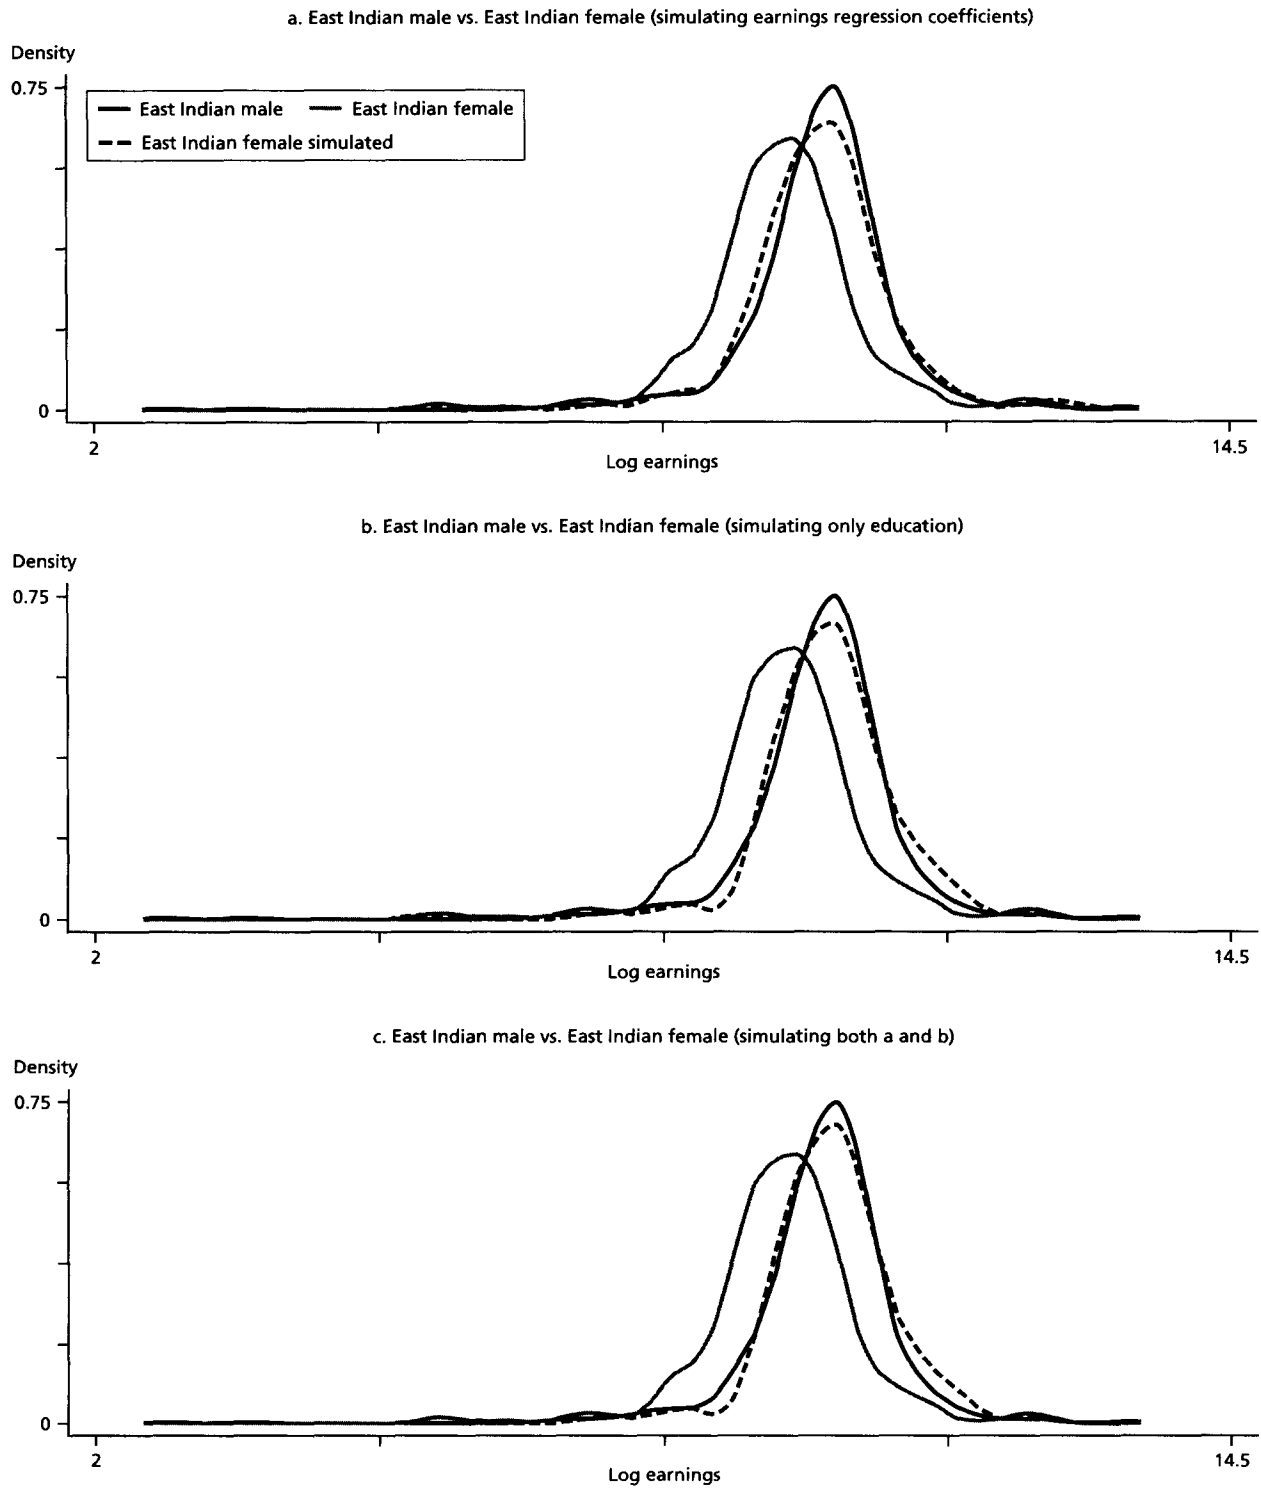 a. East Indian male vs. East Indian female (simulating earnings regression coefficients)
Density
0.75
East Indian male East Indian female
East Indian female simulated
0
2 14.5
Log earnings
b. East Indian male vs. East Indian female (simulating only education)
Density
0.75
0
2 14.5
Log earnings
c. East Indian male vs. East Indian female (simulating both a and b)
Density
0.75
0
2 14.5
Log earnings